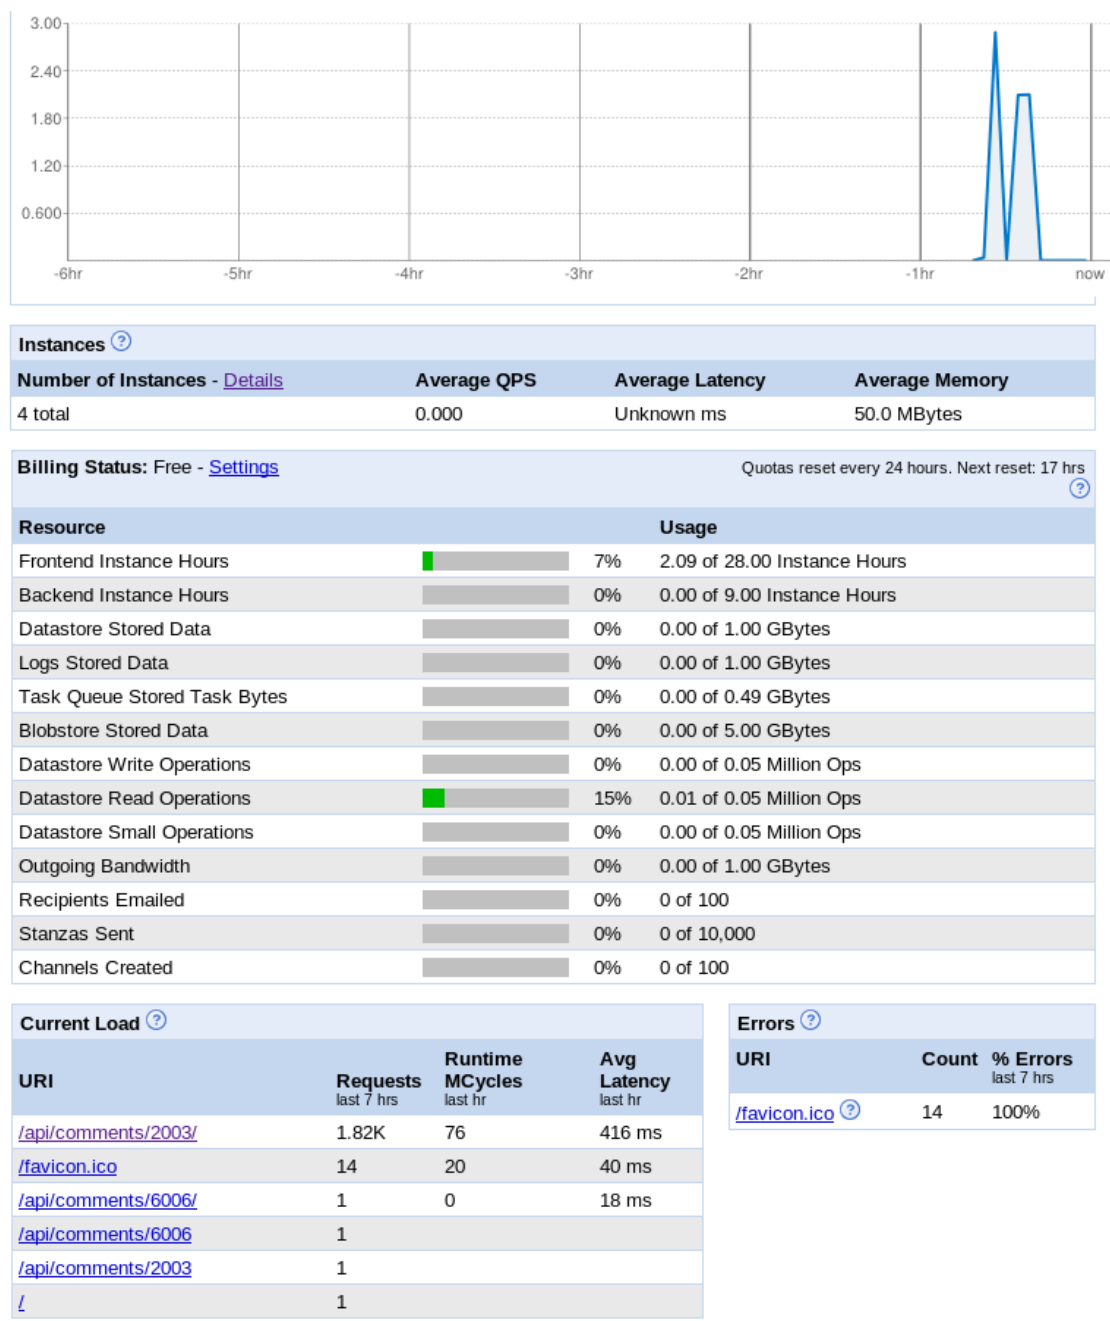 3.00
2.40
1.80
1.20
0.600
-6hr -5hr -4hr -3hr -2hr -1hr now
Instances ?
Number of Instances - Details Average QPS Average Latency Average Memory
4 total 0.000 Unknown ms 50.0 MBytes
Billing Status: Free - Settings Quotas reset every 24 hours. Next reset: 17 hrs
?
Resource Usage
Frontend Instance Hours 7% 2.09 of 28.00 Instance Hours
Backend Instance Hours 0% 0.00 of 9.00 Instance Hours
Datastore Stored Data 0% 0.00 of 1.00 GBytes
Logs Stored Data 0% 0.00 of 1.00 GBytes
Task Queue Stored Task Bytes 0% 0.00 of 0.49 GBytes
Blobstore Stored Data 0% 0.00 of 5.00 GBytes
Datastore Write Operations 0% 0.00 of 0.05 Million Ops
Datastore Read Operations 15% 0.01 of 0.05 Million Ops
Datastore Small Operations 0% 0.00 of 0.05 Million Ops
Outgoing Bandwidth 0% 0.00 of 1.00 GBytes
Recipients Emailed 0% 0 of 100
Stanzas Sent 0% 0 of 10,000
Channels Created 0% 0 of 100
Current Load ?
Runtime Avg
URI Requests MCycles Latency
last 7 hrs last hr last hr
/api/comments/2003/ 1.82K 76 416 ms
/favicon.ico 14 20 40 ms
/api/comments/6006/ 1 0 18 ms
/api/comments/6006 1
/api/comments/2003 1
/ 1
Errors ?
URI Count % Errors
last 7 hrs
/favicon.ico ? 14 100%